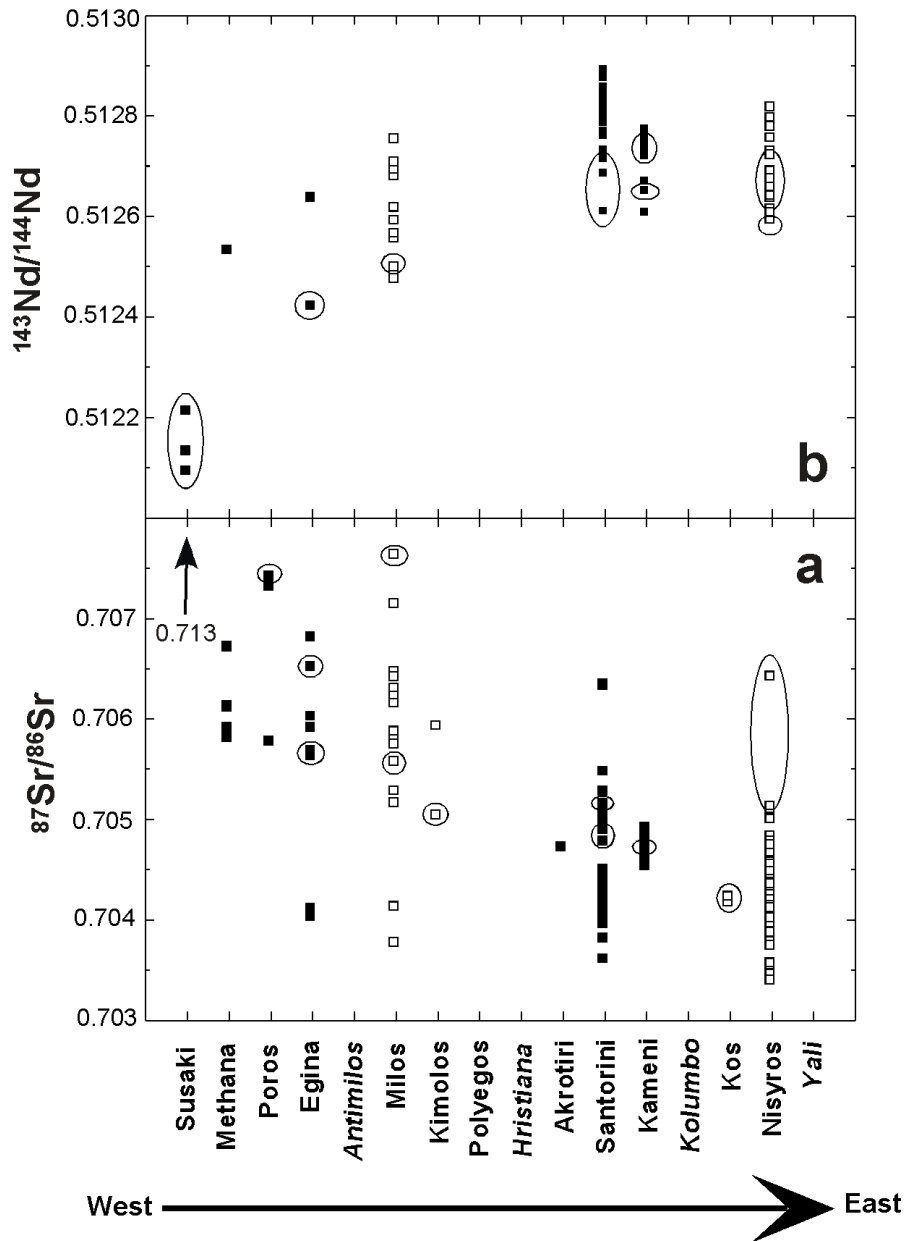 0.5130
0.5128
0.5126
0.5124
0.5122
143Nd/144Nd
b
a
0.713
0.707
0.706
0.705
0.704
0.703
87Sr/86Sr
Susaki
Methana
Poros
Egina
Antimilos
Milos
Kimolos
Polyegos
Hristiana
Akrotiri
Santorini
Kameni
Kolumbo
Kos
Nisyros
Yali
West
East